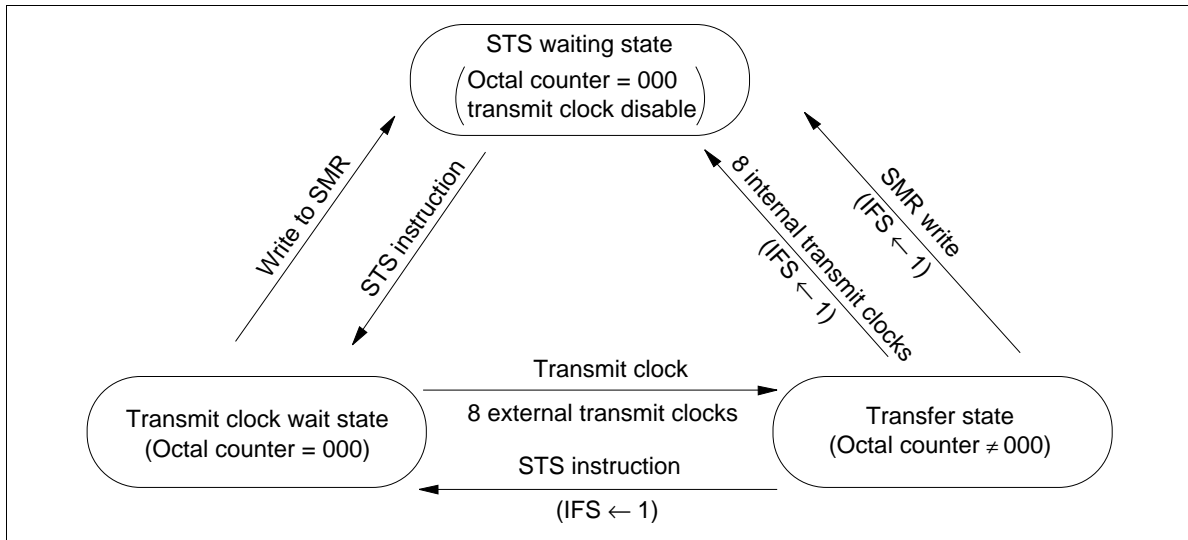 STS waiting state
Octal counter = 000
transmit clock disable
Write to SMR
STS instruction
8 internal transmit clocks
(IFS ← 1)
SMR write
(IFS ← 1)
Transmit clock wait state
(Octal counter = 000)
Transmit clock
8 external transmit clocks
STS instruction
(IFS ← 1)
Transfer state
(Octal counter ≠ 000)